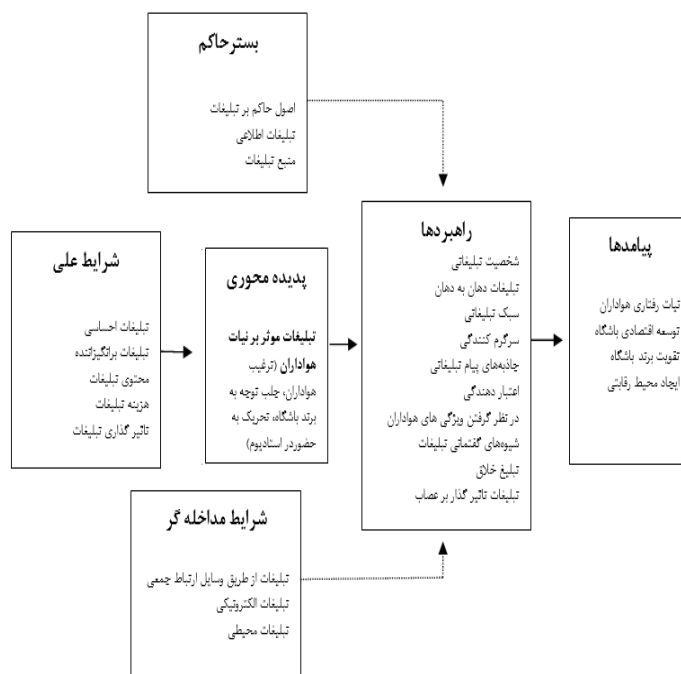 بسترحاکم
اصول حاکم بر تبلیغات
تبلیغات اطلاعی
منبع تبلیغات
شرایط علی
تبلیغات احساسی
تبلیغات برانگیزاننده
محتوی تبلیغات
هزینه تبلیغات
تاثیر گذاری تبلیغات
پدیده محوری
تبلیغات موثر بر نیات
هواداران (ترغیب
هواداران، جلب توجه به
برند باشگاه، تحریک به
حضوردر استادیوم)
راهبردها
شخصیت تبلیغاتی
تبلیغات دهان به دهان
سبک تبلیغاتی
سرگرم کنندگی
جاذبه‌های پیام تبلیغاتی
اعتبار دهندگی
در نظر گرفتن ویژگی های هواداران
شیوه‌های گفتمانی تبلیغات
تبلیغ خلاق
تبلیغات تاثیر گذار بر عصاب
پیامدها
نیات رفتاری هواداران
توسعه اقتصادی باشگاه
تقویت برند باشگاه
ایجاد محیط رقابتی
شرایط مداخله گر
تبلیغات از طریق وسایل ارتباط جمعی
تبلیغات الکترونیکی
تبلیغات محیطی